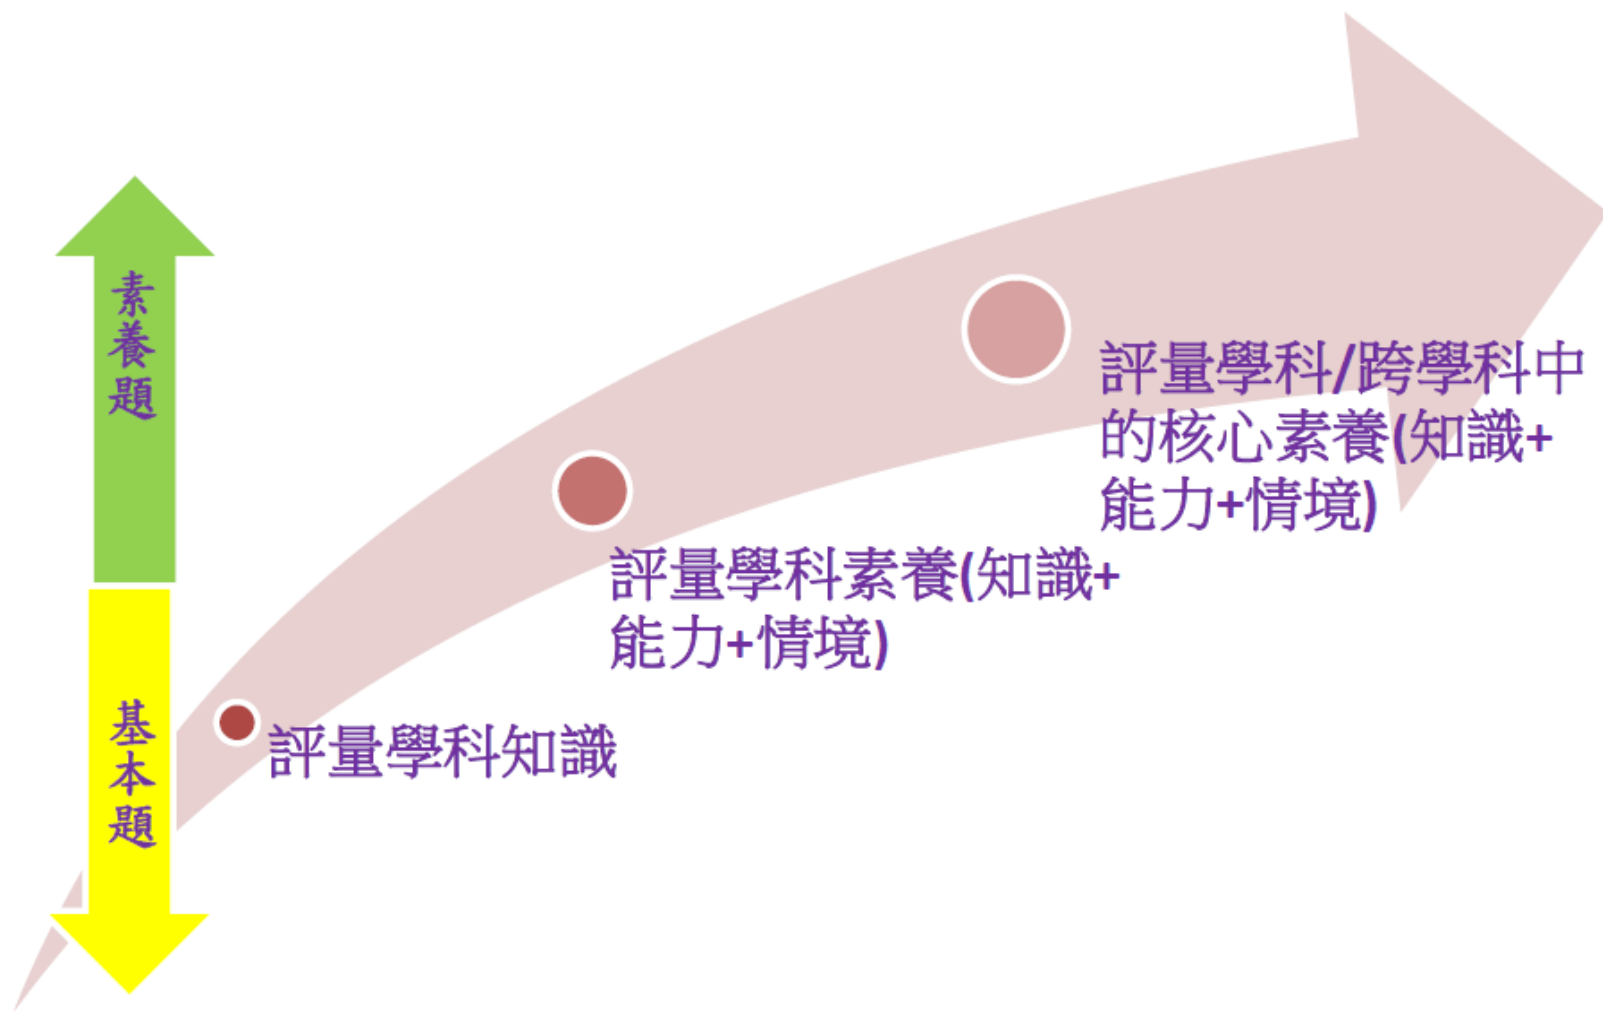 素養題
基本題
評量學科知識
評量學科素養(知識+
能力+情境)
評量學科/跨學科中
的核心素養(知識+
能力+情境)